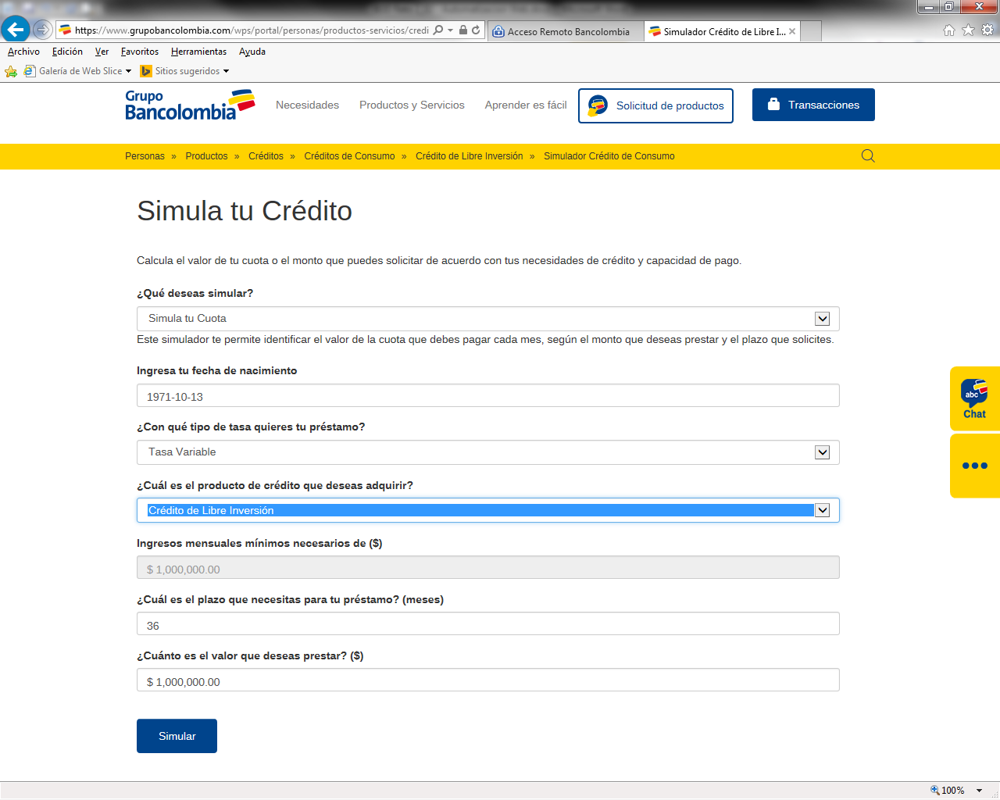 https://www.grupobancolombia.com/wps/portal/personas/productos-servicios/credi
Acceso Remoto Bancolombia
Simulador Crédito de Libre I...
Archivo Edición Ver Favoritos Herramientas Ayuda
Galería de Web Slice Sitios sugeridos
Grupo
Bancolombia
Necesidades Productos y Servicios Aprender es fácil Solicitud de productos Transacciones
Personas » Productos » Créditos » Créditos de Consumo » Crédito de Libre Inversión » Simulador Crédito de Consumo
Simula tu Crédito
Calcula el valor de tu cuota o el monto que puedes solicitar de acuerdo con tus necesidades de crédito y capacidad de pago.
¿Qué deseas simular?
Simula tu Cuota
Este simulador te permite identificar el valor de la cuota que debes pagar cada mes, según el monto que deseas prestar y el plazo que solicites.
Ingresa tu fecha de nacimiento
1971-10-13
¿Con qué tipo de tasa quieres tu préstamo?
Tasa Variable
¿Cuál es el producto de crédito que deseas adquirir?
Crédito de Libre Inversión
Ingresos mensuales mínimos necesarios de ($)
$ 1,000,000.00
¿Cuál es el plazo que necesitas para tu préstamo? (meses)
36
¿Cuánto es el valor que deseas prestar? ($)
$ 1,000,000.00
Simular
abc
Chat
100%